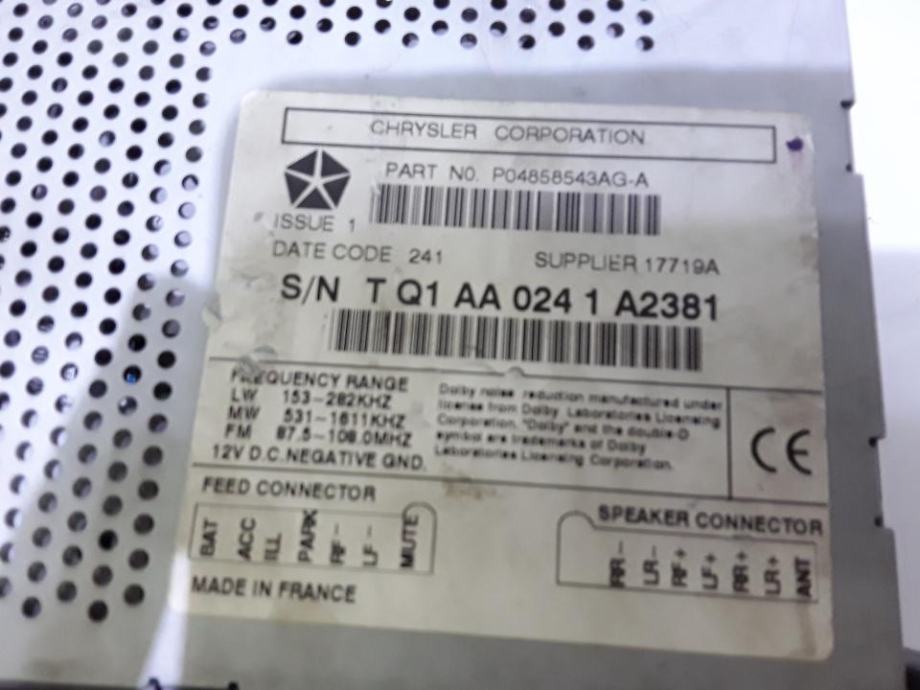 CHRYSLER CORPORATION
PART NO. P04858543AG-A
ISSUE 1
DATE CODE 241 SUPPLIER 17719A
S/N T Q1 AA 024 1 A2381
FREQUENCY RANGE
LW 153-282KHZ
MW 531-1611KHZ
FM 87.5-108.0MHZ
12V D.C. NEGATIVE GND.
Dolby noise reduction manufactured under
license from Dolby Laboratories Licensing
Corporation. "Dolby" and the double-D
symbol are trademarks of Dolby
Laboratories Licensing Corporation.
CE
FEED CONNECTOR
BAT ACC ILL PARK RF- LF- MUTE
SPEAKER CONNECTOR
RR- LR- RF+ LF+ RR+ LR+ ANT
MADE IN FRANCE